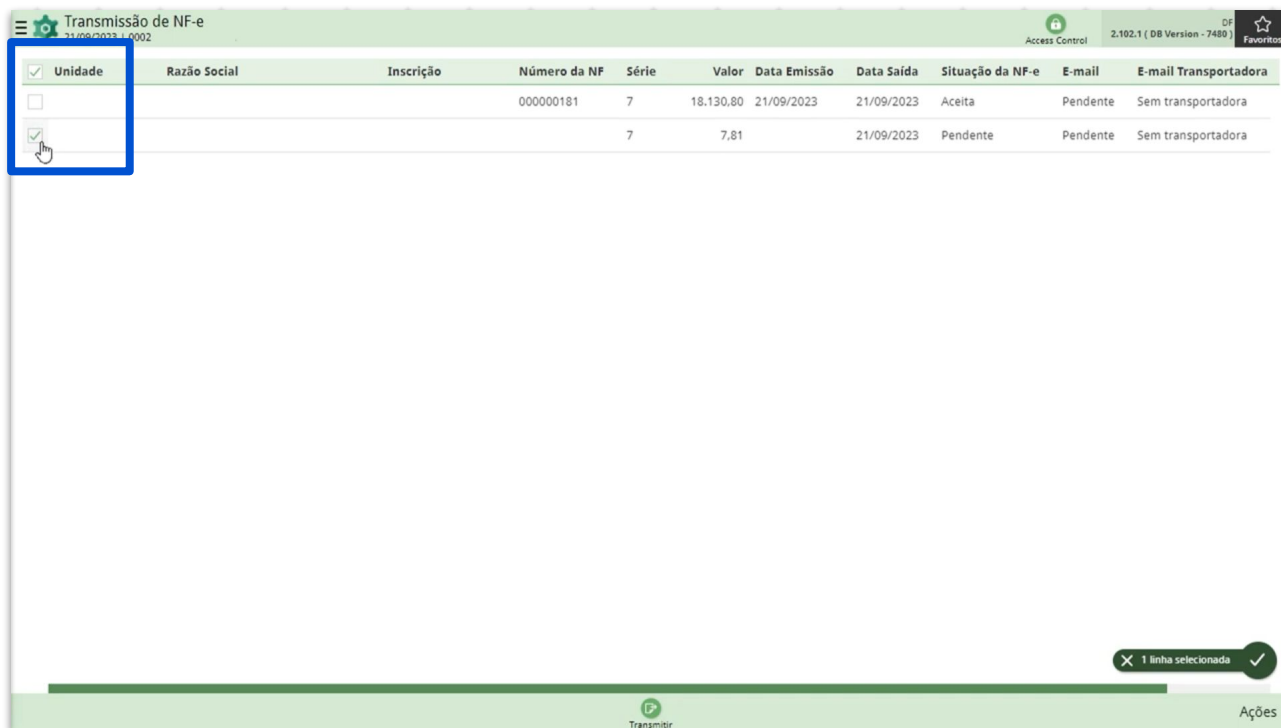 Transmissão de NF-e
21/09/2023 | 0002
Access Control
DF
2.102.1 ( DB Version - 7480 )
Favoritos
Unidade Razão Social Inscrição Número da NF Série Valor Data Emissão Data Saída Situação da NF-e E-mail E-mail Transportadora
000000181 7 18.130,80 21/09/2023 21/09/2023 Aceita Pendente Sem transportadora
7 7,81 21/09/2023 Pendente Pendente Sem transportadora
1 linha selecionada
Transmitir
Ações